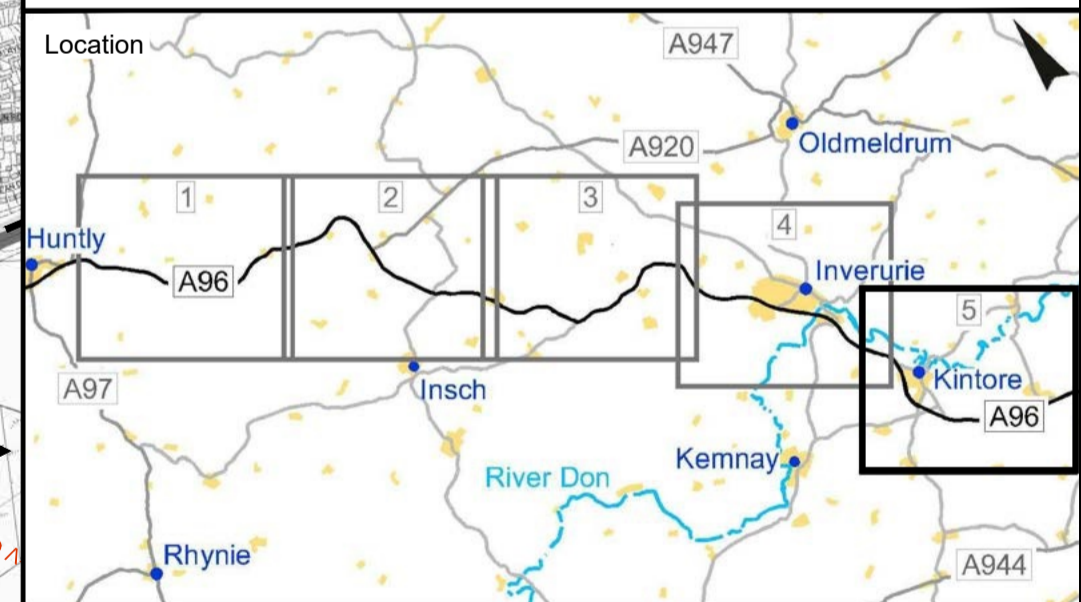 Location
A947
Oldmeldrum
A920
1
2
3
4
Huntly
A96
Inverurie
5
A97
Insch
Kintore
A96
Kemnay
River Don
Rhynie
A944